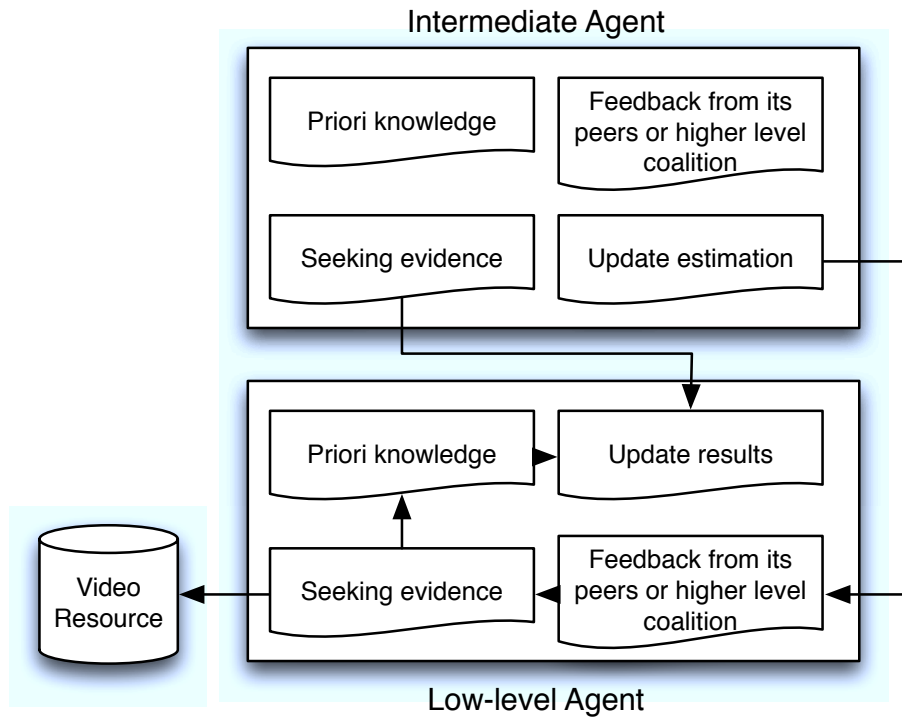 Intermediate Agent
Priori knowledge
Feedback from its
peers or higher level
coalition
Seeking evidence
Update estimation
Priori knowledge
Update results
Video
Resource
Seeking evidence
Feedback from its
peers or higher level
coalition
Low-level Agent